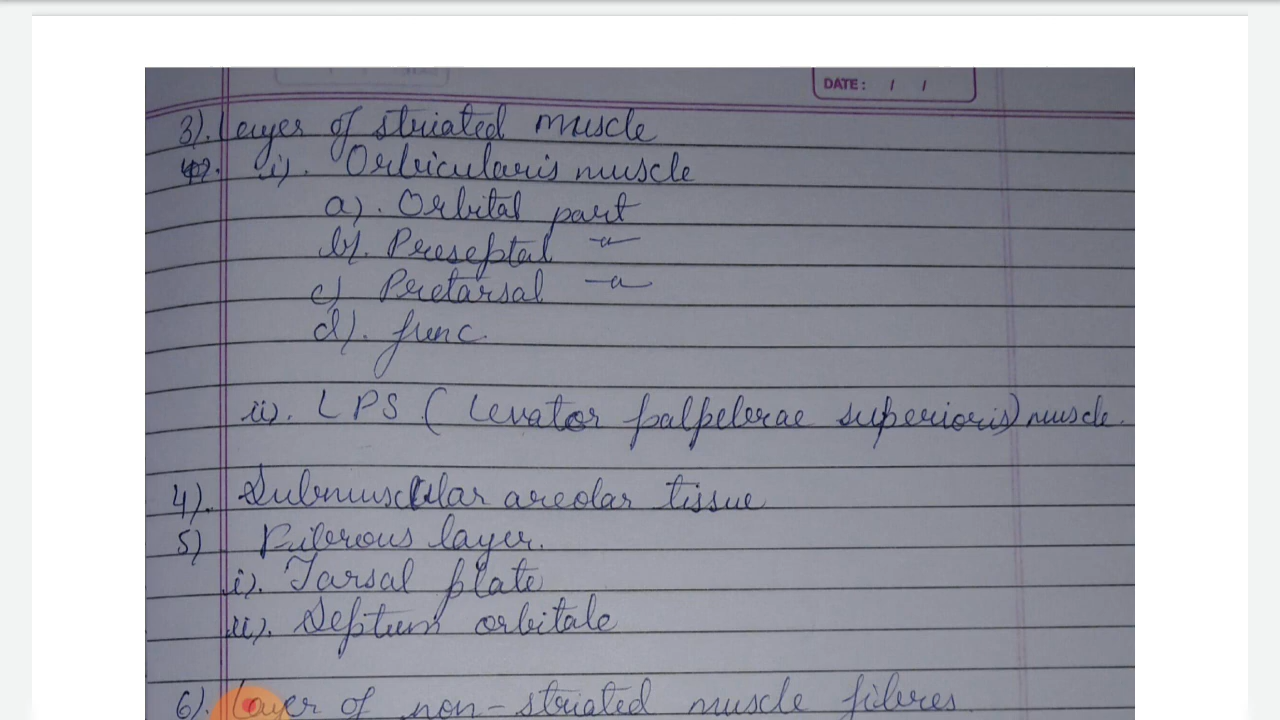 DATE: / /
3). Layer of striated muscle
i). Orbicularis muscle
a). Orbital part
b). Preseptal —〃—
c) Pretarsal —〃—
d). func.
ii). LPS (Levator palpebrae superioris) muscle.
4). Submuscular areolar tissue
5) Fibrous layer.
i). Tarsal plate
ii). Septum orbitale
6). Layer of non-striated muscle fibres.